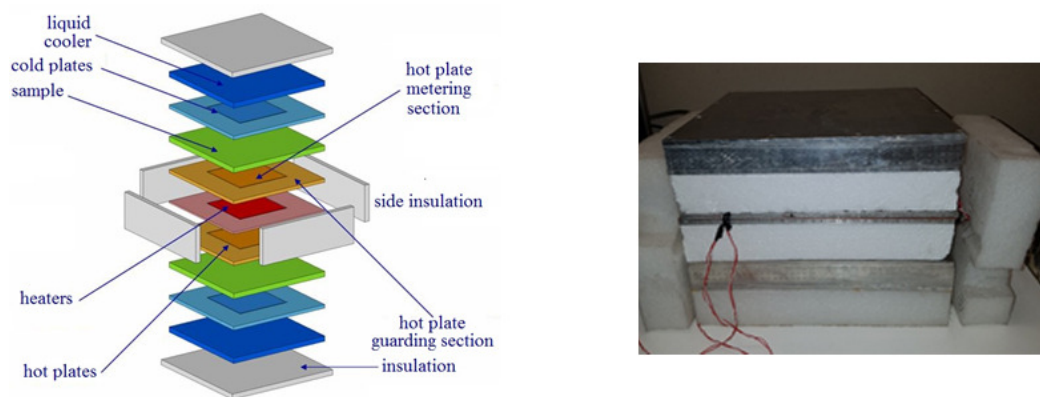 liquid
cooler
cold plates
sample
hot plate
metering
section
side insulation
heaters
hot plate
guarding section
hot plates
insulation